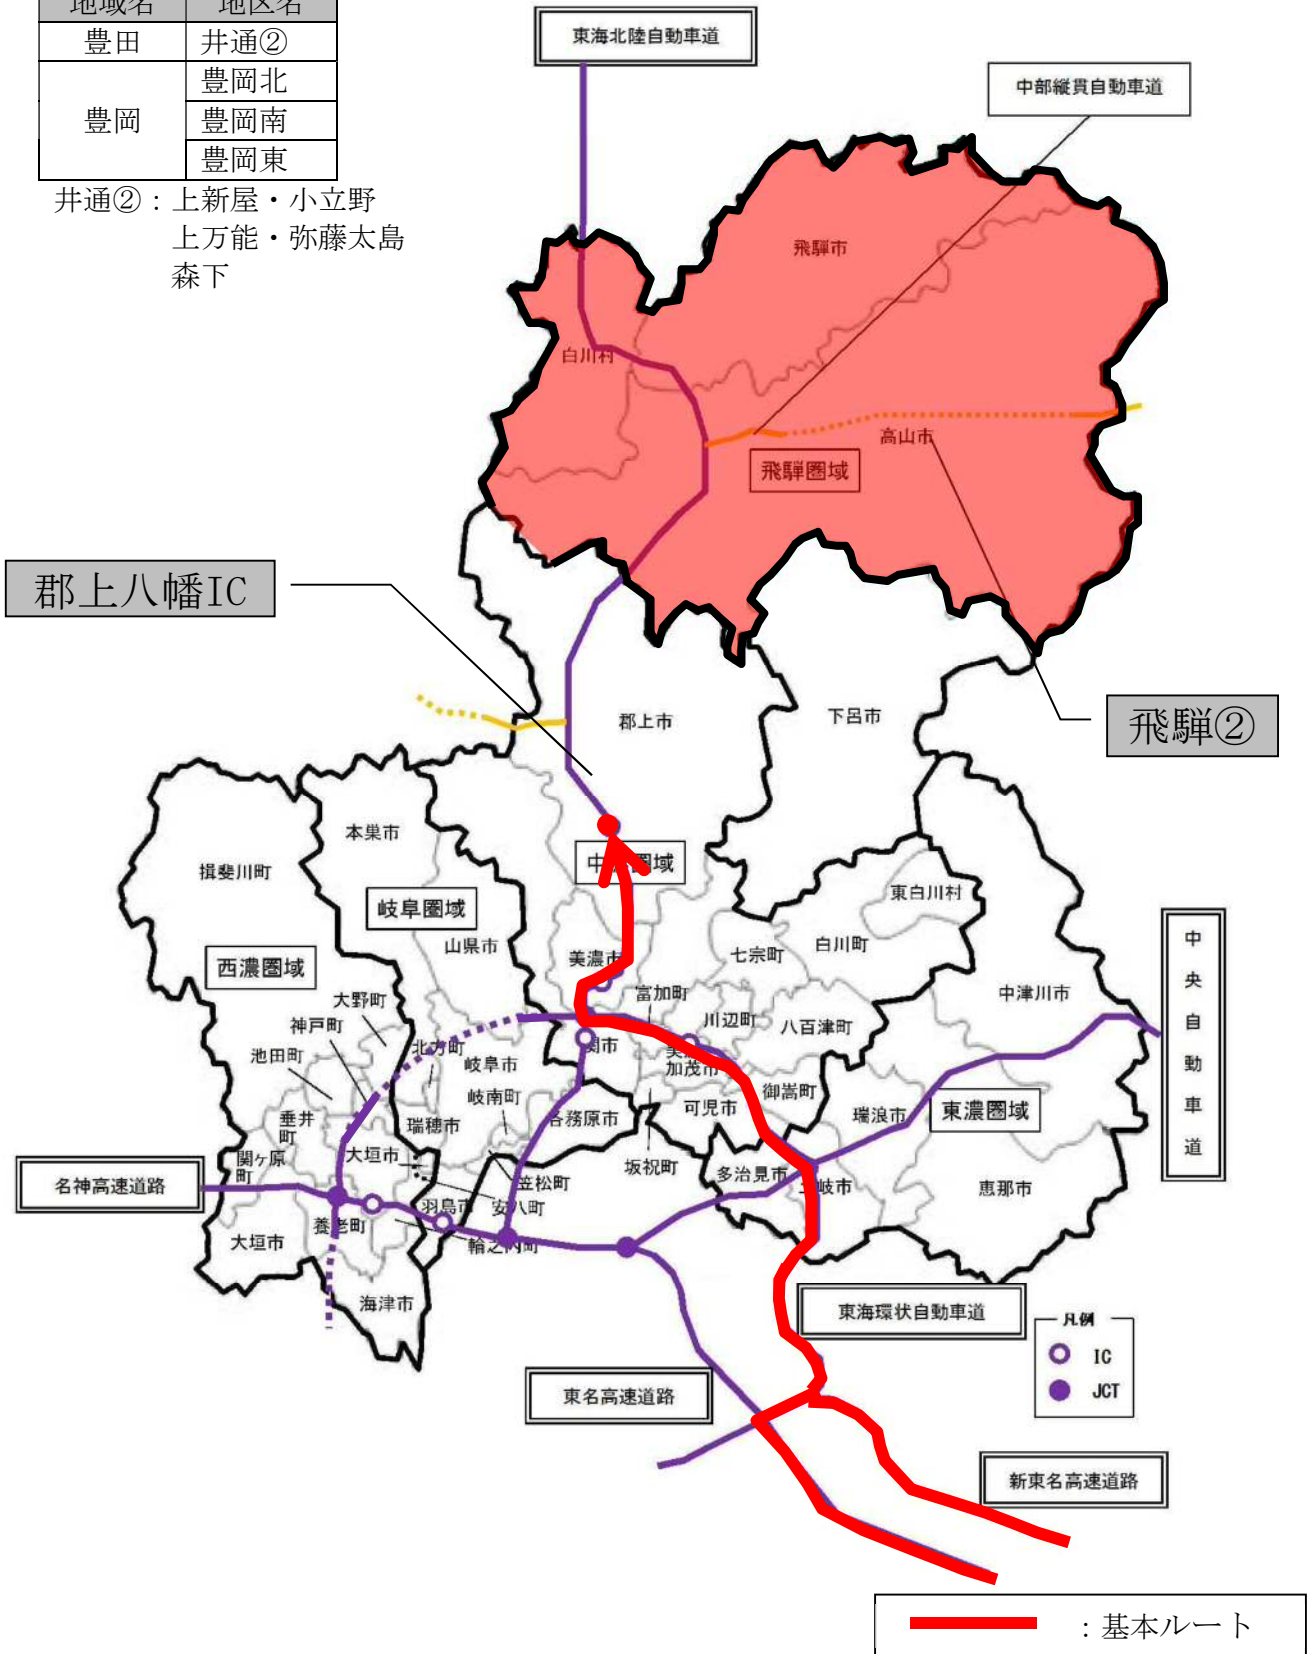 地域名 地区名
豊田 井通②
豊岡 豊岡北
豊岡南
豊岡東
井通②：上新屋・小立野
上万能・弥藤太島
森下
東海北陸自動車道
中部縦貫自動車道
飛騨市
白川村
高山市
飛騨圏域
郡上八幡IC
飛騨②
郡上市
下呂市
本巣市
揖斐川町
岐阜圏域
山県市
西濃圏域
圏域
東白川村
白川町
七宗町
美濃市
富加町
川辺町
八百津町
中津川市
中央自動車道
大野町
神戸町
池田町
北方町
岐阜市
関市
加茂市
御嵩町
可児市
岐南町
各務原市
瑞穂市
垂井町
関ヶ原町
大垣市
坂祝町
笠松町
多治見市
土岐市
瑞浪市
東濃圏域
恵那市
名神高速道路
羽島市
安八町
養老町
輪之内町
大垣市
海津市
東海環状自動車道
東名高速道路
凡例
IC
JCT
新東名高速道路
：基本ルート